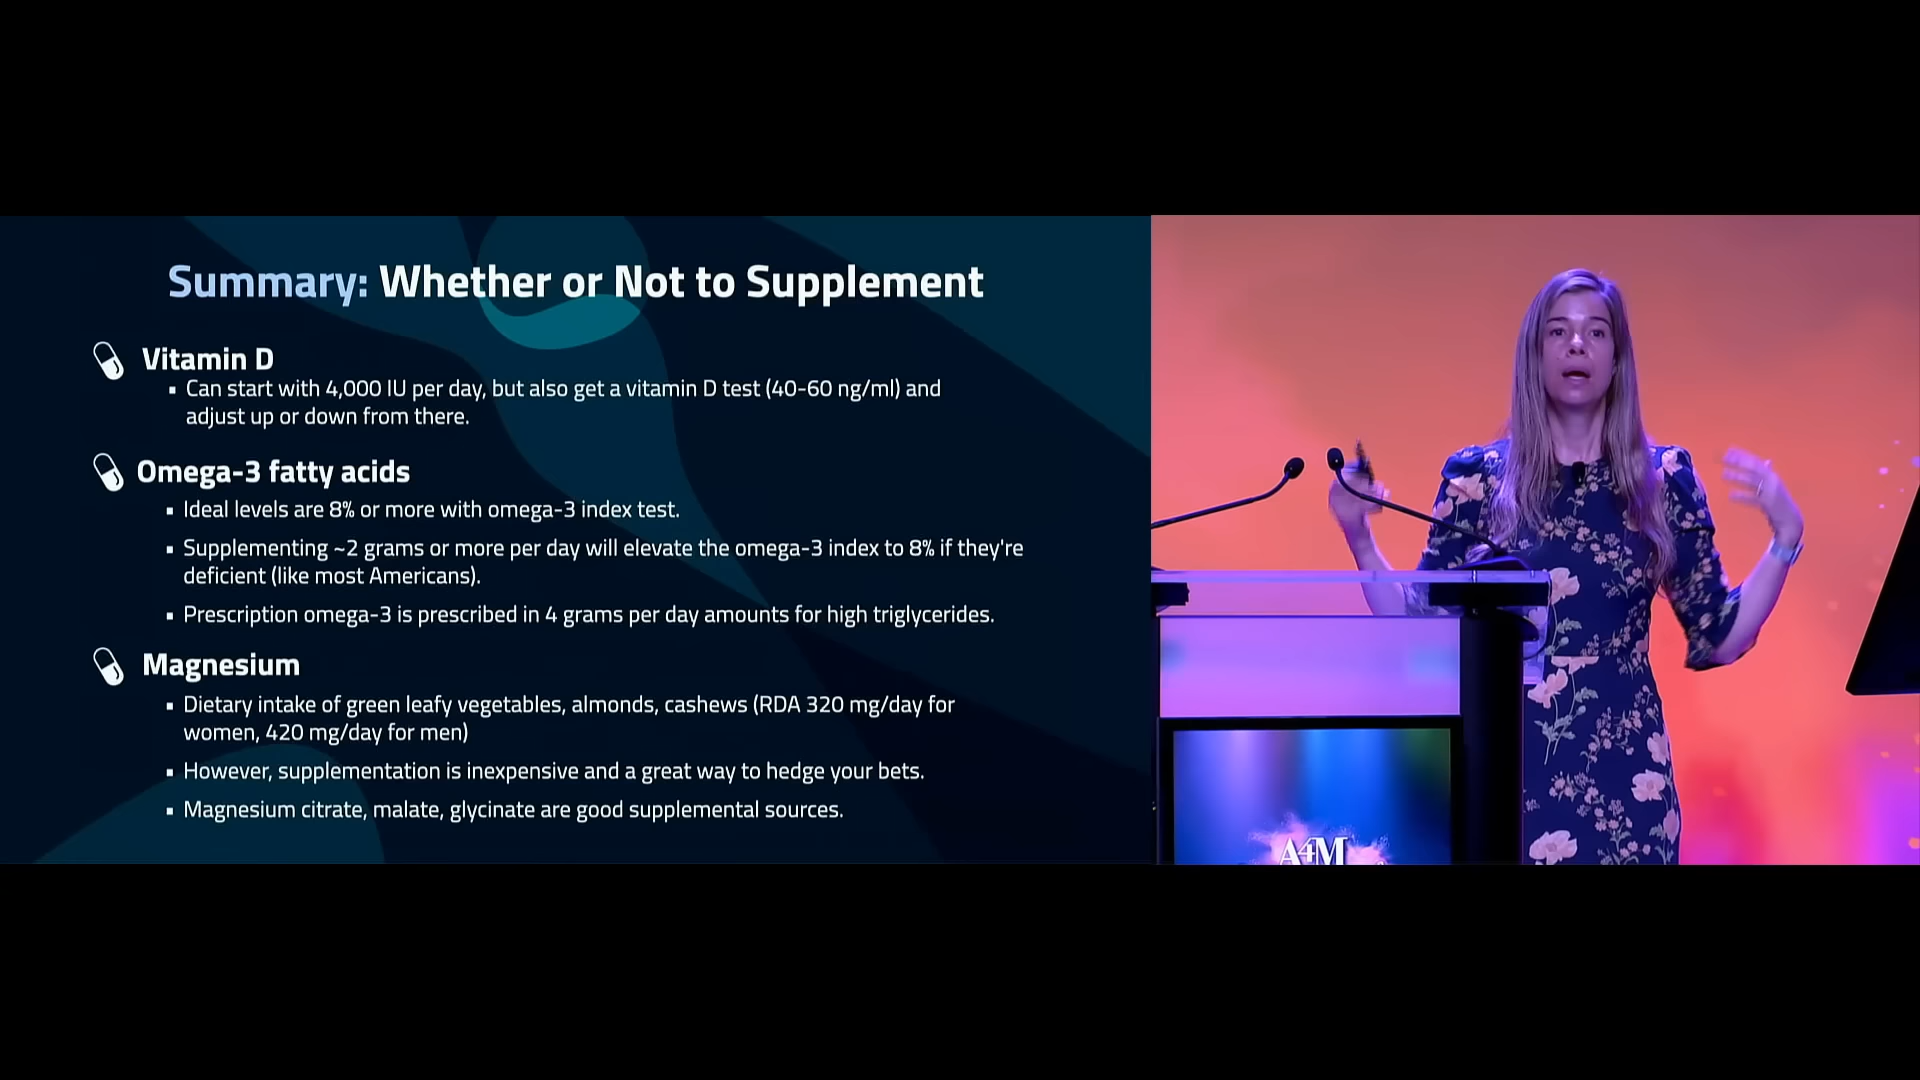 Summary: Whether or Not to Supplement
Vitamin D
▪ Can start with 4,000 IU per day, but also get a vitamin D test (40-60 ng/ml) and
adjust up or down from there.
Omega-3 fatty acids
▪ Ideal levels are 8% or more with omega-3 index test.
▪ Supplementing ~2 grams or more per day will elevate the omega-3 index to 8% if they're
deficient (like most Americans).
▪ Prescription omega-3 is prescribed in 4 grams per day amounts for high triglycerides.
Magnesium
▪ Dietary intake of green leafy vegetables, almonds, cashews (RDA 320 mg/day for
women, 420 mg/day for men)
▪ However, supplementation is inexpensive and a great way to hedge your bets.
▪ Magnesium citrate, malate, glycinate are good supplemental sources.
A4M